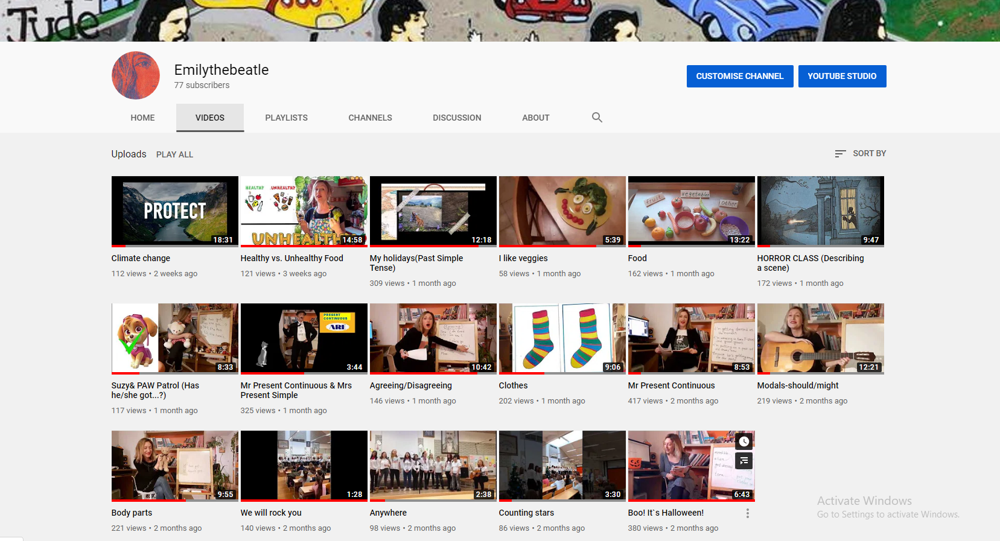 Jude
Emilythebeatle
77 subscribers
CUSTOMISE CHANNEL
YOUTUBE STUDIO
HOME
VIDEOS
PLAYLISTS
CHANNELS
DISCUSSION
ABOUT
Uploads
PLAY ALL
SORT BY
PROTECT
18:31
HEALTHY
UNHEALTHY
UNHEALTH
14:58
12:18
5:39
fruit
vegetables
other
13:22
9:47
Climate change
112 views • 2 weeks ago
Healthy vs. Unhealthy Food
121 views • 3 weeks ago
My holidays(Past Simple
Tense)
309 views • 1 month ago
I like veggies
58 views • 1 month ago
Food
162 views • 1 month ago
HORROR CLASS (Describing
a scene)
172 views • 1 month ago
8:33
PRESENT
CONTINUOUS
ARE
3:44
10:42
9:06
8:53
12:21
Suzy& PAW Patrol (Has
he/she got...?)
117 views • 1 month ago
Mr Present Continuous & Mrs
Present Simple
325 views • 1 month ago
Agreeing/Disagreeing
146 views • 1 month ago
Clothes
202 views • 1 month ago
Mr Present Continuous
417 views • 2 months ago
Modals-should/might
219 views • 2 months ago
9:55
1:28
2:38
3:30
6:43
Body parts
221 views • 2 months ago
We will rock you
140 views • 2 months ago
Anywhere
98 views • 2 months ago
Counting stars
86 views • 2 months ago
Boo! It`s Halloween!
380 views • 2 months ago
Activate Windows
Go to Settings to activate Windows.